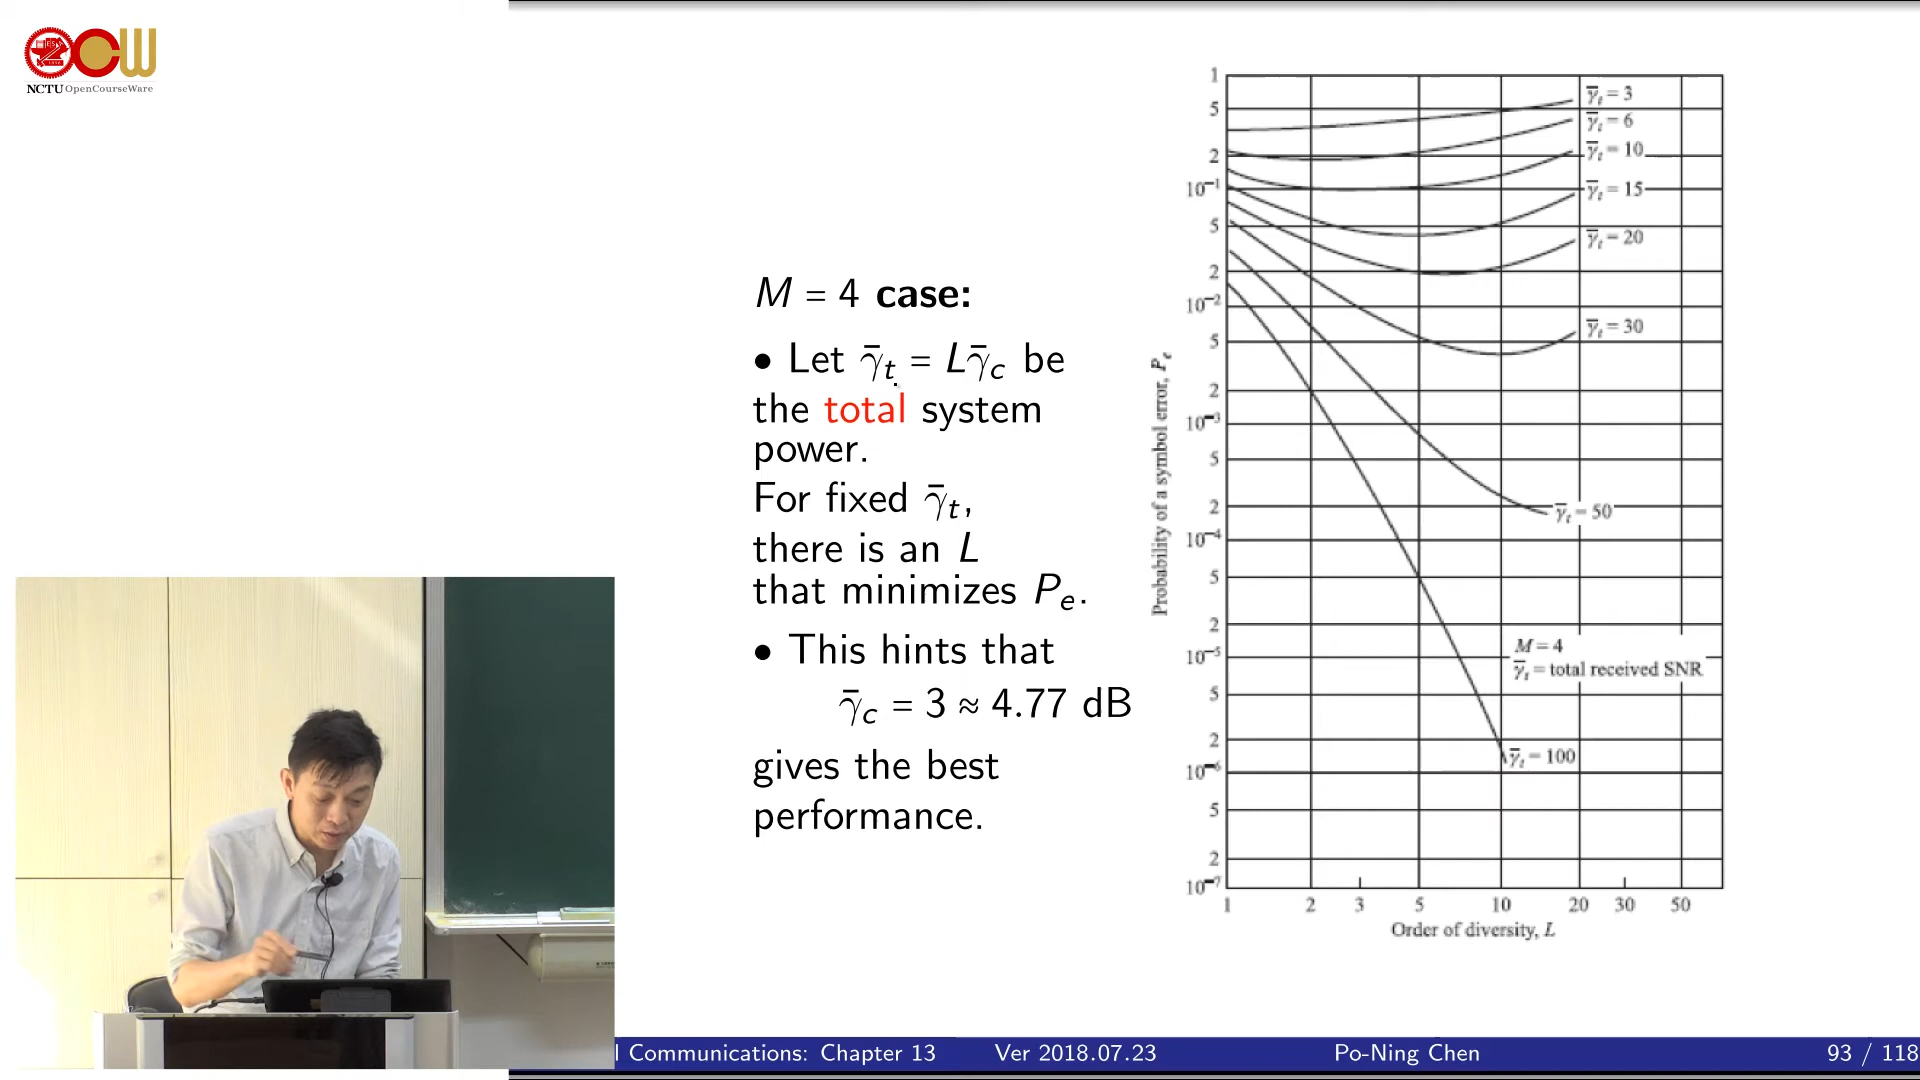 NCTU OpenCourseWare
M = 4 case:
• Let γ̄t = Lγ̄c be
the total system
power.
For fixed γ̄t,
there is an L
that minimizes Pe.
• This hints that
γ̄c = 3 ≈ 4.77 dB
gives the best
performance.
Probability of a symbol error, Pe
1
5
2
10⁻¹
5
2
10⁻²
5
2
10⁻³
5
2
10⁻⁴
5
2
10⁻⁵
5
2
10⁻⁶
5
2
10⁻⁷
γ̄t = 3
γ̄t = 6
γ̄t = 10
γ̄t = 15
γ̄t = 20
γ̄t = 30
γ̄t = 50
M = 4
γ̄t = total received SNR
γ̄t = 100
1 2 3 5 10 20 30 50
Order of diversity, L
Communications: Chapter 13 Ver 2018.07.23 Po-Ning Chen 93 / 118